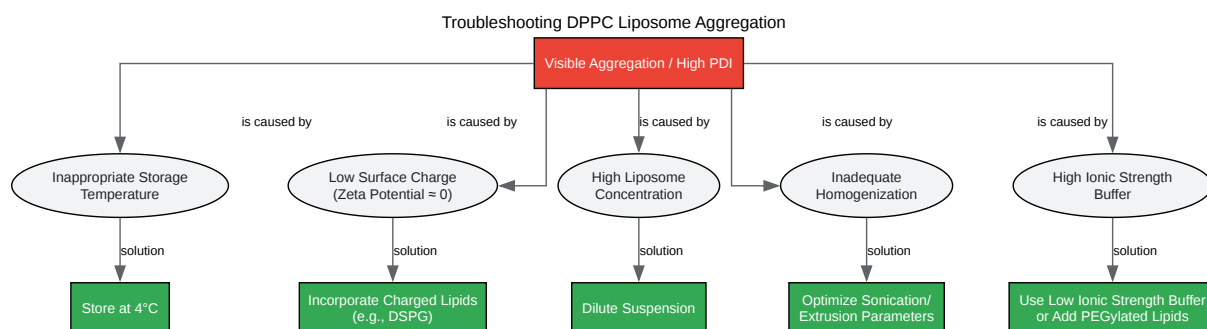 Troubleshooting DPPC Liposome Aggregation
Visible Aggregation / High PDI
is caused by
is caused by
is caused by
is caused by
is caused by
Inappropriate Storage
Temperature
Low Surface Charge
(Zeta Potential ≈ 0)
High Liposome
Concentration
Inadequate
Homogenization
High Ionic Strength
Buffer
solution
solution
solution
solution
solution
Store at 4°C
Incorporate Charged Lipids
(e.g., DSPG)
Dilute Suspension
Optimize Sonication/
Extrusion Parameters
Use Low Ionic Strength Buffer
or Add PEGylated Lipids